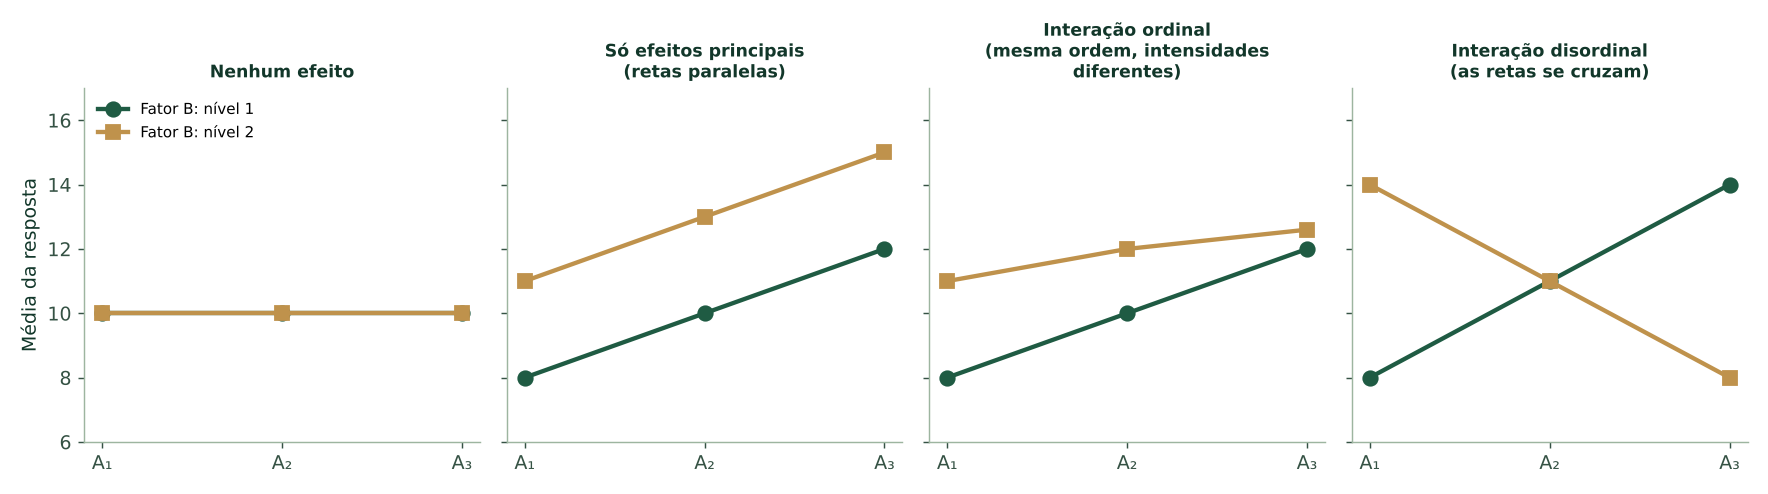 Nenhum efeito
Fator B: nível 1
Fator B: nível 2
Média da resposta
16
14
12
10
8
6
A₁
A₂
A₃
Só efeitos principais
(retas paralelas)
A₁
A₂
A₃
Interação ordinal
(mesma ordem, intensidades
diferentes)
A₁
A₂
A₃
Interação disordinal
(as retas se cruzam)
A₁
A₂
A₃